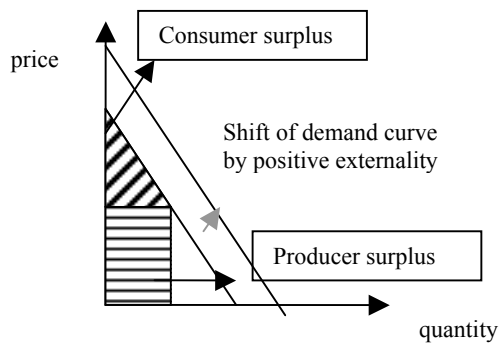 Consumer surplus
price
Shift of demand curve
by positive externality
Producer surplus
quantity